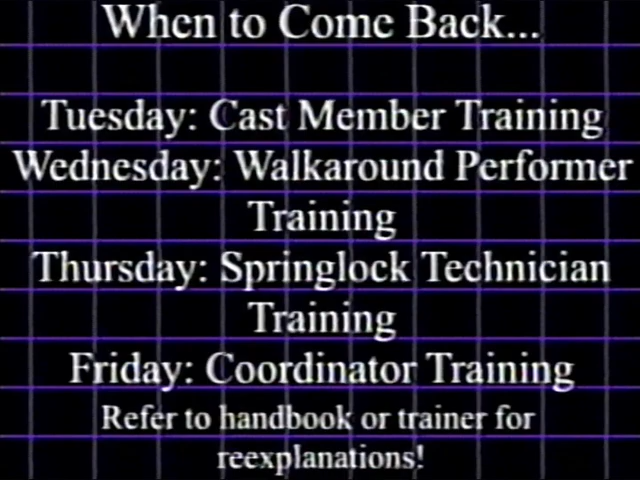 When to Come Back...
Tuesday: Cast Member Training
Wednesday: Walkaround Performer
Training
Thursday: Springlock Technician
Training
Friday: Coordinator Training
Refer to handbook or trainer for
reexplanations!